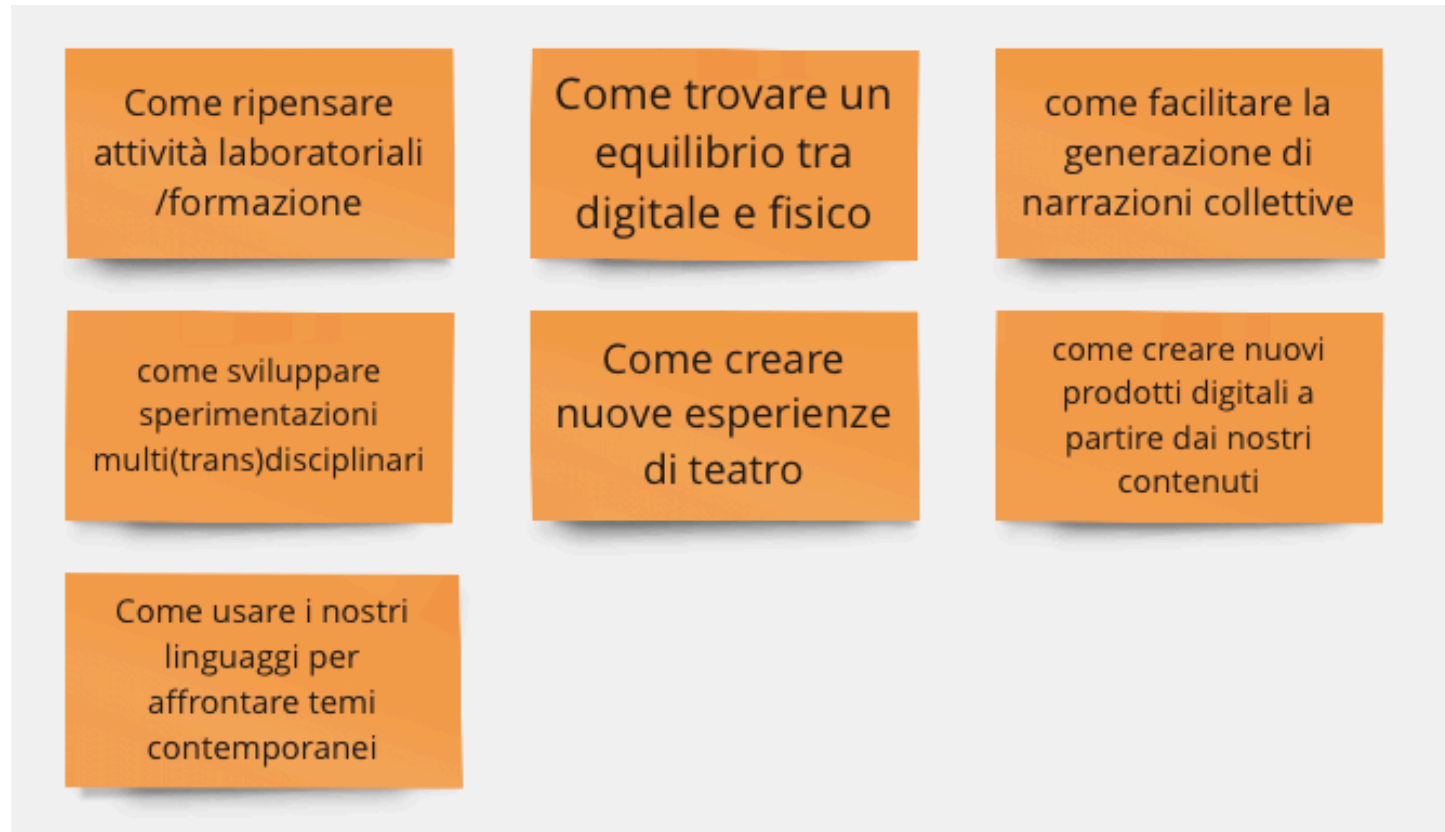 Come ripensare
attività laboratoriali
/formazione
Come trovare un
equilibrio tra
digitale e fisico
come facilitare la
generazione di
narrazioni collettive
come sviluppare
sperimentazioni
multi(trans)disciplinari
Come creare
nuove esperienze
di teatro
come creare nuovi
prodotti digitali a
partire dai nostri
contenuti
Come usare i nostri
linguaggi per
affrontare temi
contemporanei